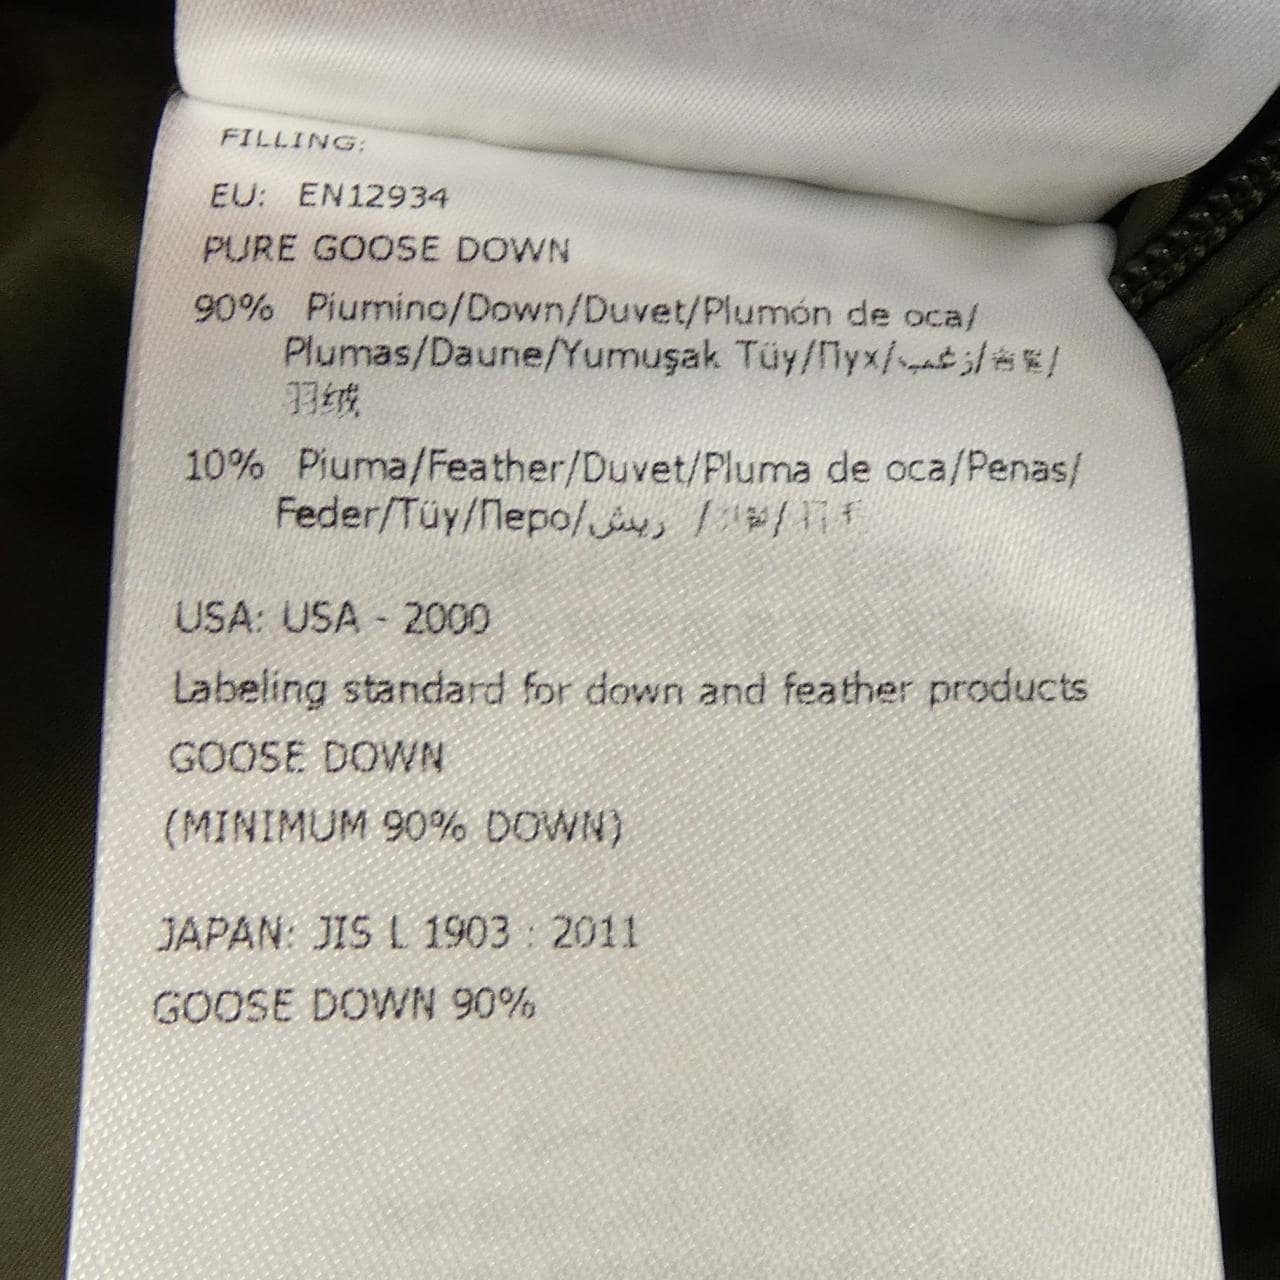 FILLING:
EU: EN12934
PURE GOOSE DOWN
90% Piumino/Down/Duvet/Plumón de oca/
Plumas/Daune/Yumuşak Tüy/Пух/زغب/
羽绒
10% Piuma/Feather/Duvet/Pluma de oca/Penas/
Feder/Tüy/Перо/ريش /
USA: USA - 2000
Labeling standard for down and feather products
GOOSE DOWN
(MINIMUM 90% DOWN)
JAPAN: JIS L 1903 : 2011
GOOSE DOWN 90%